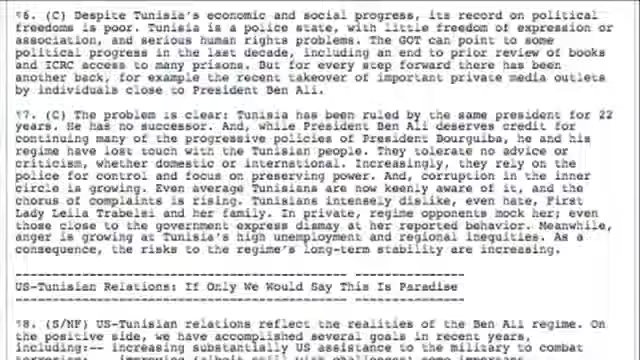 ¶6. (C) Despite Tunisia's economic and social progress, its record on political
freedoms is poor. Tunisia is a police state, with little freedom of expression or
association, and serious human rights problems. The GOT can point to some
political progress in the last decade, including an end to prior review of books
and ICRC access to many prisons. But for every step forward there has been
another back, for example the recent takeover of important private media outlets
by individuals close to President Ben Ali.
¶7. (C) The problem is clear: Tunisia has been ruled by the same president for 22
years. He has no successor. And, while President Ben Ali deserves credit for
continuing many of the progressive policies of President Bourguiba, he and his
regime have lost touch with the Tunisian people. They tolerate no advice or
criticism, whether domestic or international. Increasingly, they rely on the
police for control and focus on preserving power. And, corruption in the inner
circle is growing. Even average Tunisians are now keenly aware of it, and the
chorus of complaints is rising. Tunisians intensely dislike, even hate, First
Lady Leila Trabelsi and her family. In private, regime opponents mock her; even
those close to the government express dismay at her reported behavior. Meanwhile,
anger is growing at Tunisia's high unemployment and regional inequities. As a
consequence, the risks to the regime's long-term stability are increasing.
US-Tunisian Relations: If Only We Would Say This Is Paradise
¶8. (S/NF) US-Tunisian relations reflect the realities of the Ben Ali regime. On
the positive side, we have accomplished several goals in recent years,
including:-- increasing substantially US assistance to the military to combat